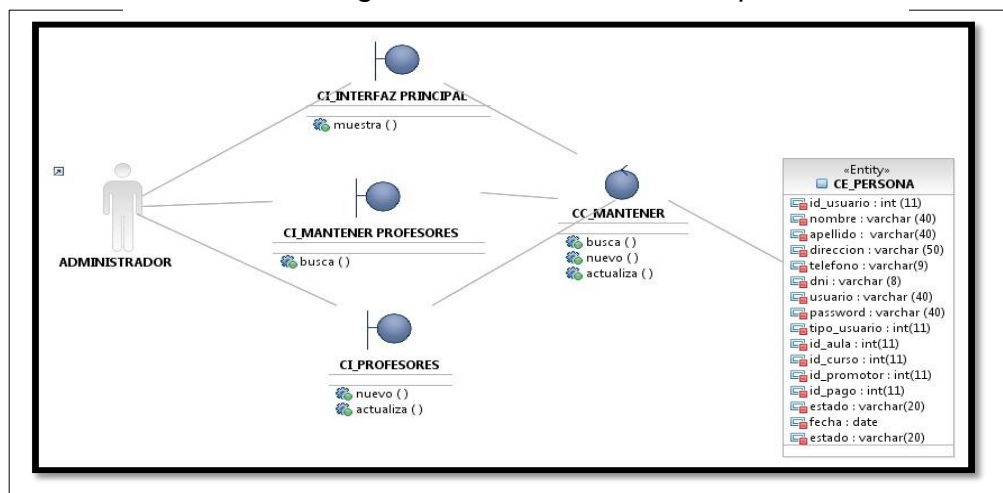 CI_INTERFAZ PRINCIPAL
muestra ( )
ADMINISTRADOR
CI_MANTENER PROFESORES
busca ( )
CI_PROFESORES
nuevo ( )
actualiza ( )
CC_MANTENER
busca ( )
nuevo ( )
actualiza ( )
«Entity»
CE_PERSONA
id_usuario : int (11)
nombre : varchar (40)
apellido : varchar(40)
direccion : varchar (50)
telefono : varchar(9)
dni : varchar (8)
usuario : varchar (40)
password : varchar (40)
tipo_usuario : int(11)
id_aula : int(11)
id_curso : int(11)
id_promotor : int(11)
id_pago : int(11)
estado : varchar(20)
fecha : date
estado : varchar(20)